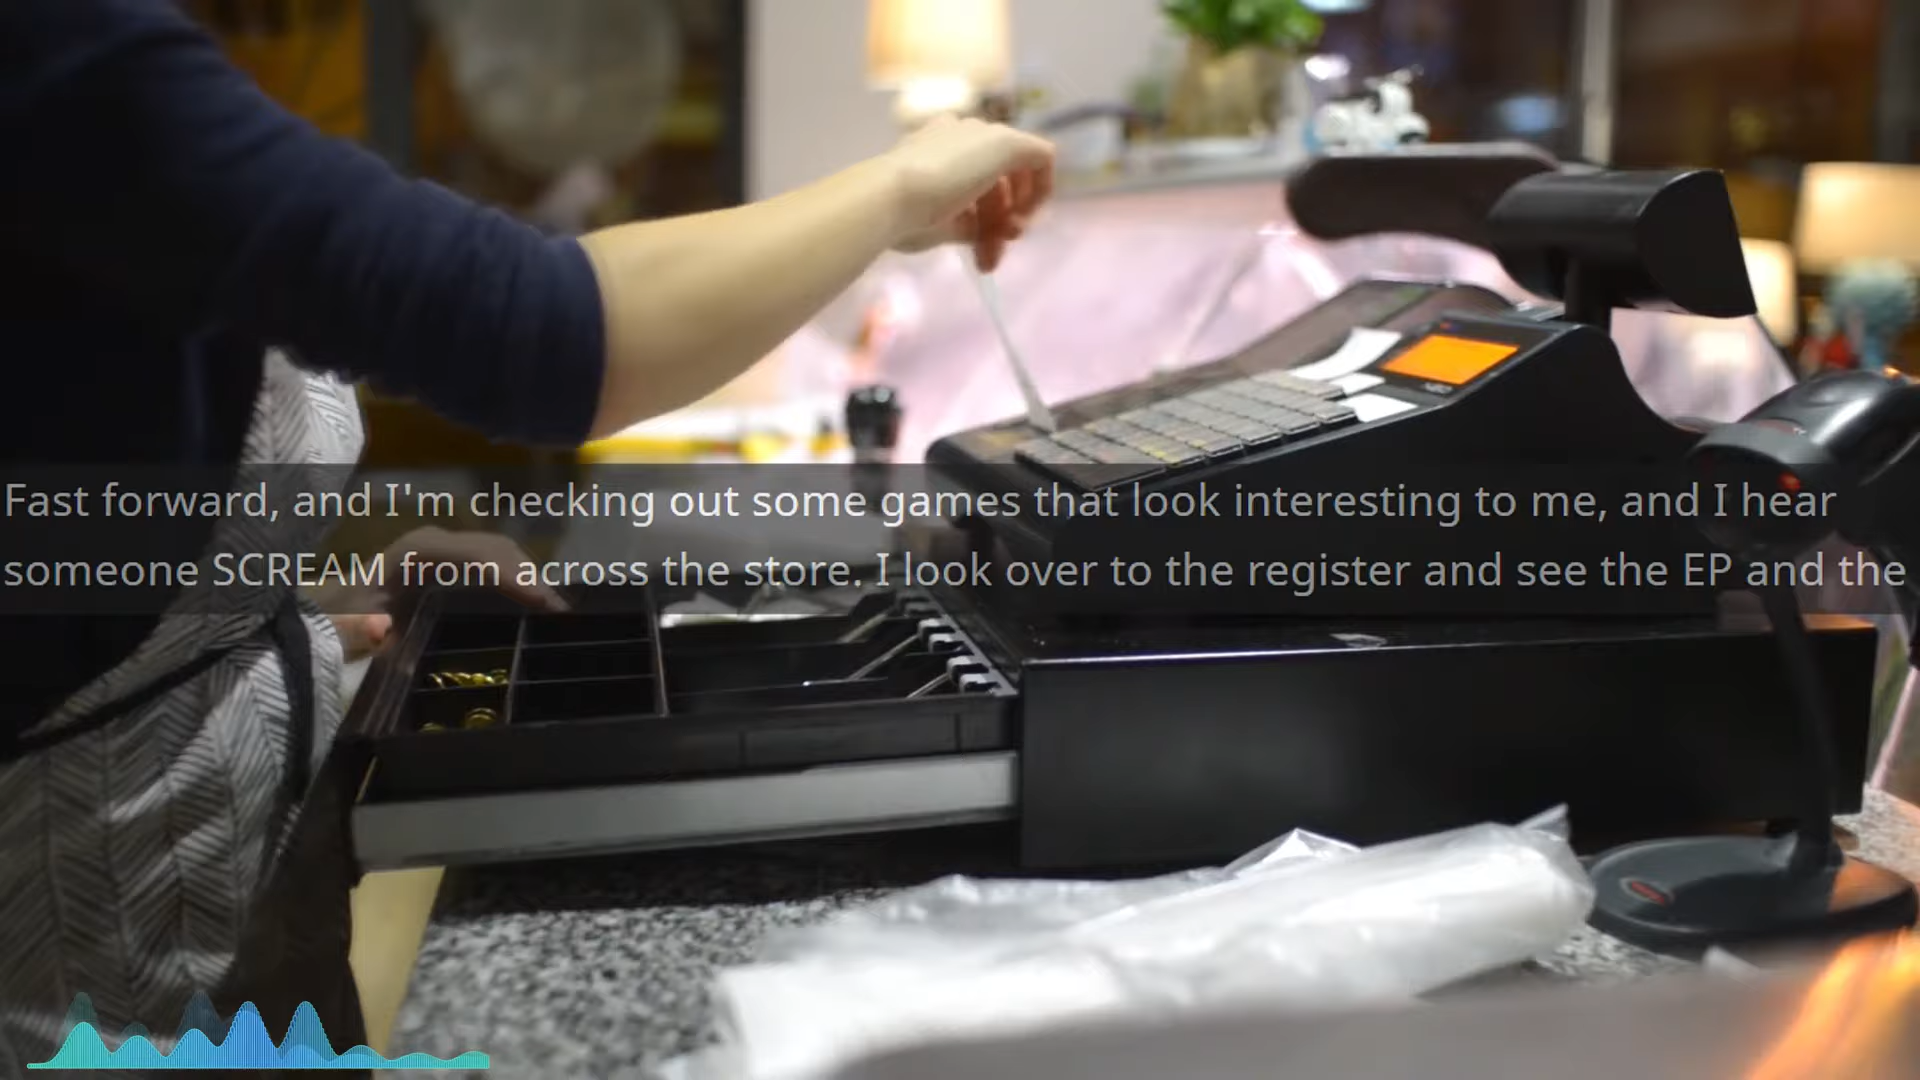 Fast forward, and I'm checking out some games that look interesting to me, and I hear
someone SCREAM from across the store. I look over to the register and see the EP and the